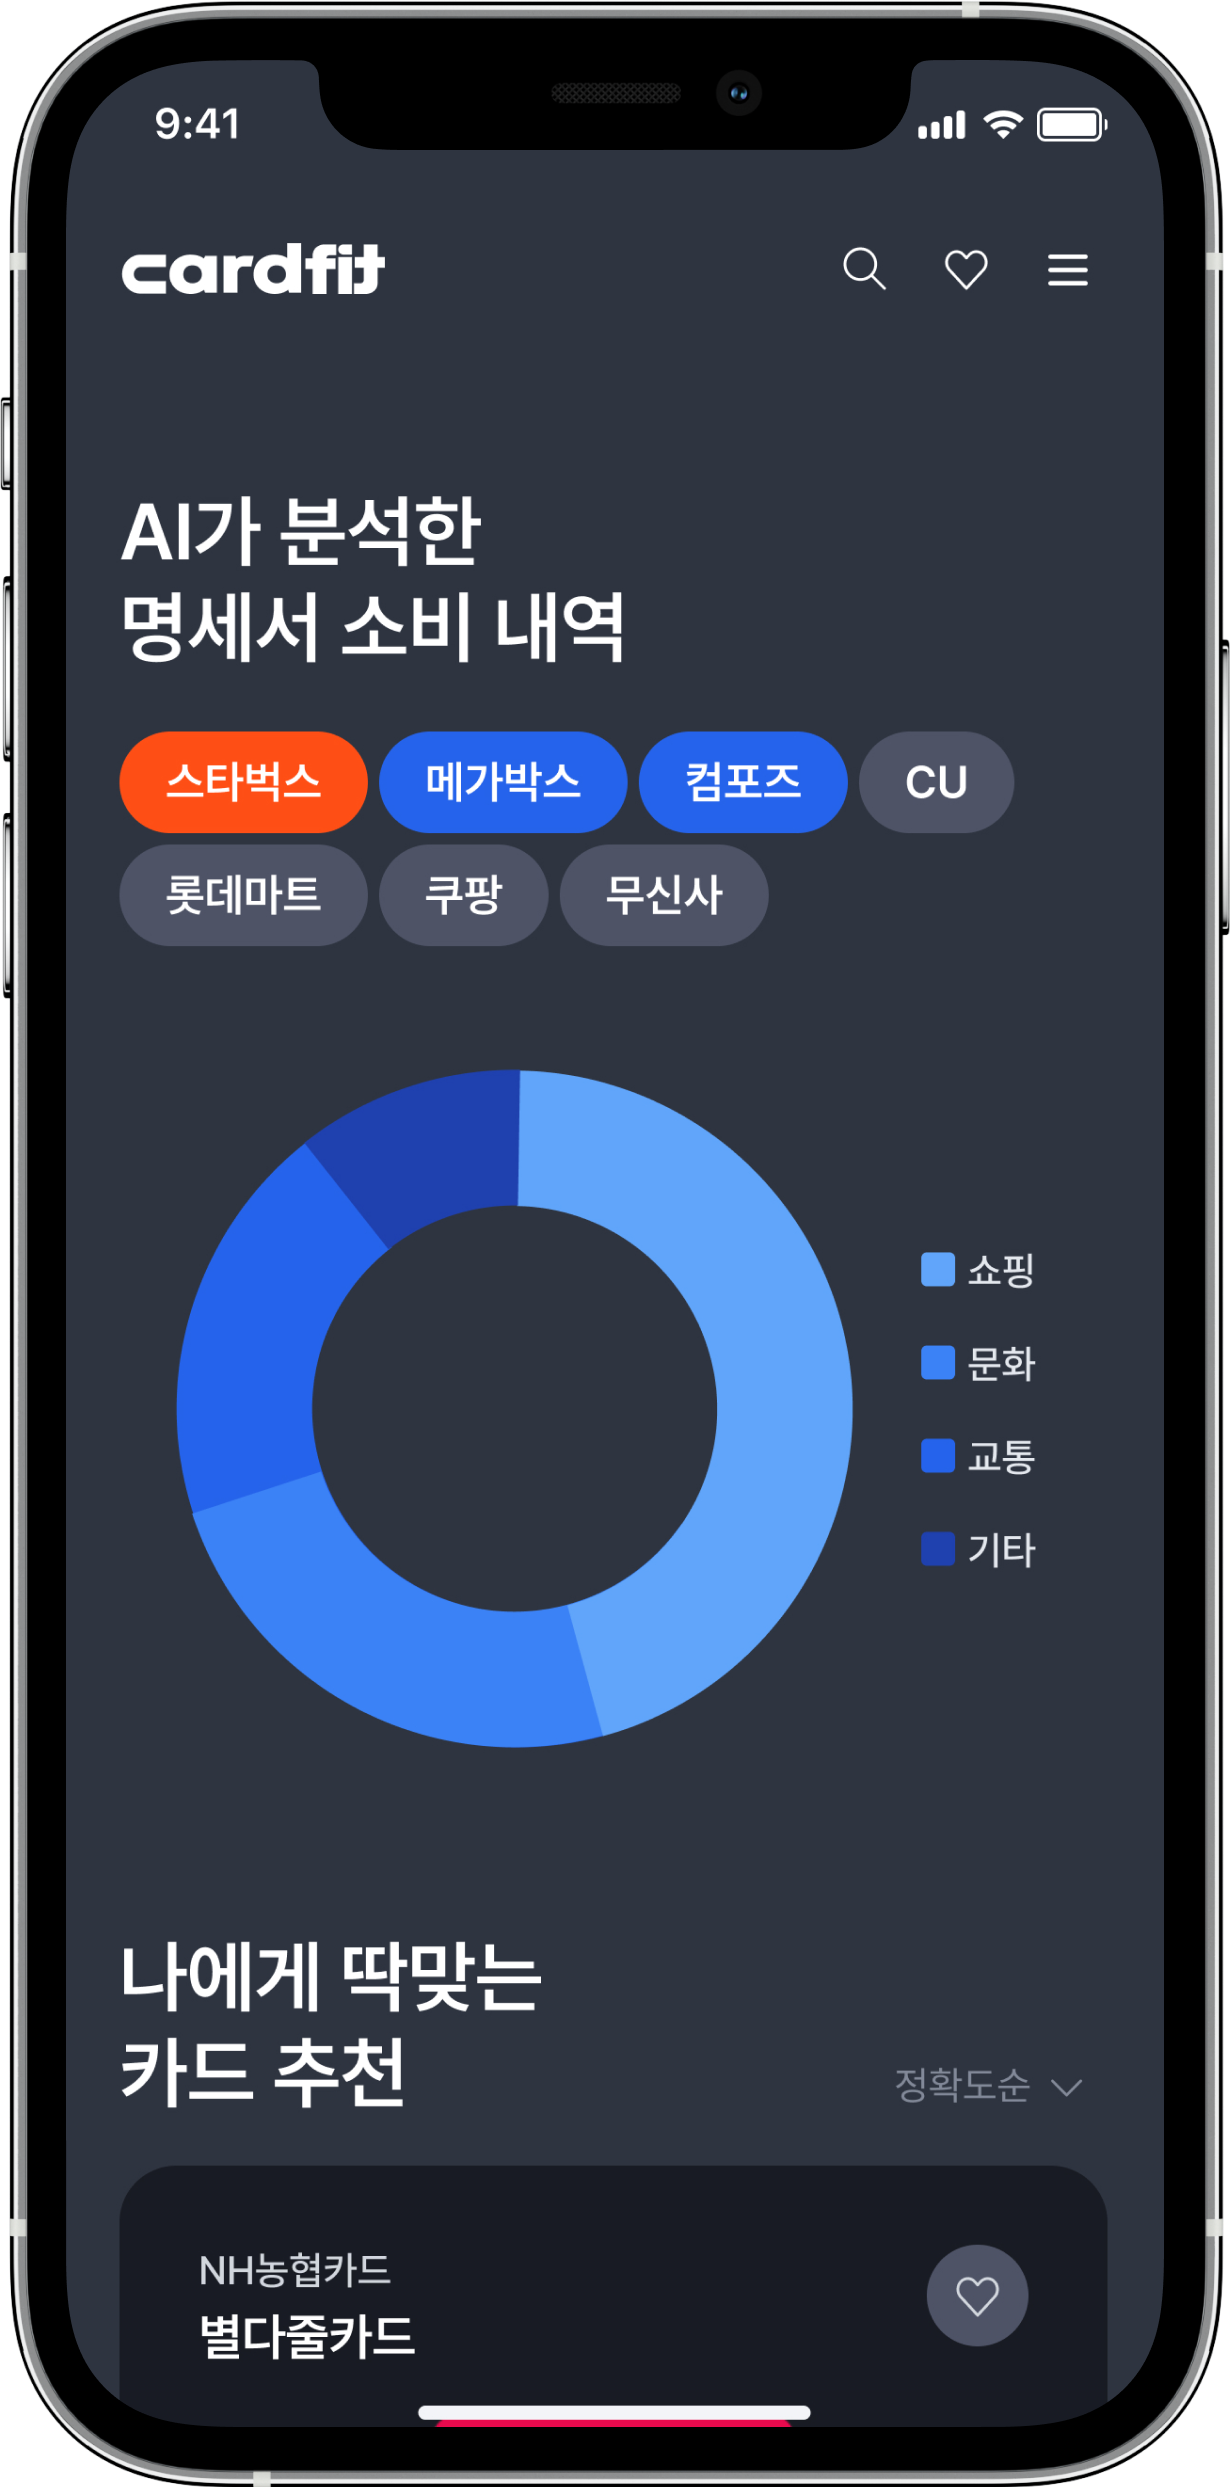 9:41
cardfit
AI가 분석한
명세서 소비 내역
스타벅스 메가박스 컴포즈 CU
롯데마트 쿠팡 무신사
쇼핑
문화
교통
기타
나에게 딱맞는
카드 추천
정확도순
NH농협카드
별다줄카드